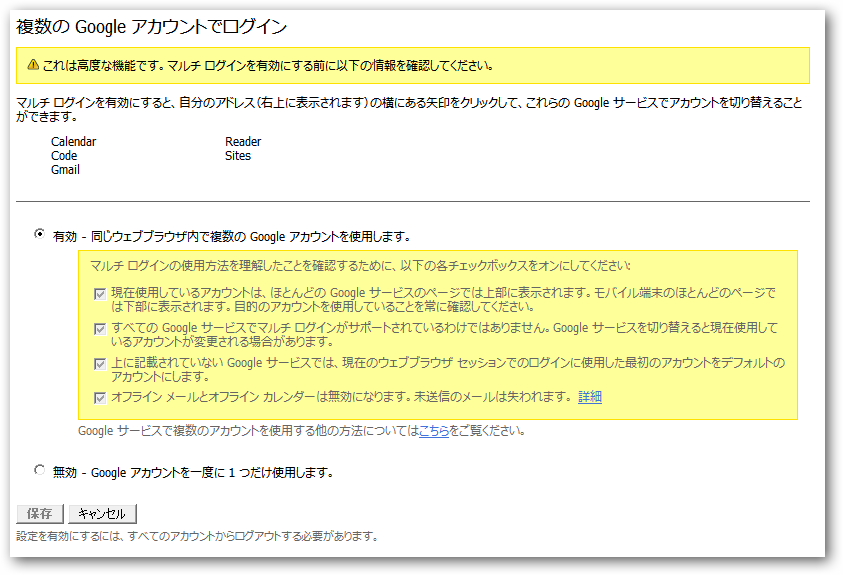 複数の Google アカウントでログイン
これは高度な機能です。マルチ ログインを有効にする前に以下の情報を確認してください。
マルチ ログインを有効にすると、自分のアドレス（右上に表示されます）の横にある矢印をクリックして、これらの Google サービスでアカウントを切り替えること
ができます。
Calendar Reader
Code Sites
Gmail
有効 - 同じウェブブラウザ内で複数の Google アカウントを使用します。
マルチ ログインの使用方法を理解したことを確認するために、以下の各チェックボックスをオンにしてください:
現在使用しているアカウントは、ほとんどの Google サービスのページでは上部に表示されます。モバイル端末のほとんどのページで
は下部に表示されます。目的のアカウントを使用していることを常に確認してください。
すべての Google サービスでマルチ ログインがサポートされているわけではありません。Google サービスを切り替えると現在使用して
いるアカウントが変更される場合があります。
上に記載されていない Google サービスでは、現在のウェブブラウザ セッションでのログインに使用した最初のアカウントをデフォルトの
アカウントにします。
オフライン メールとオフライン カレンダーは無効になります。未送信のメールは失われます。 詳細
Google サービスで複数のアカウントを使用する他の方法についてはこちらをご覧ください。
無効 - Google アカウントを一度に 1 つだけ使用します。
保存 キャンセル
設定を有効にするには、すべてのアカウントからログアウトする必要があります。